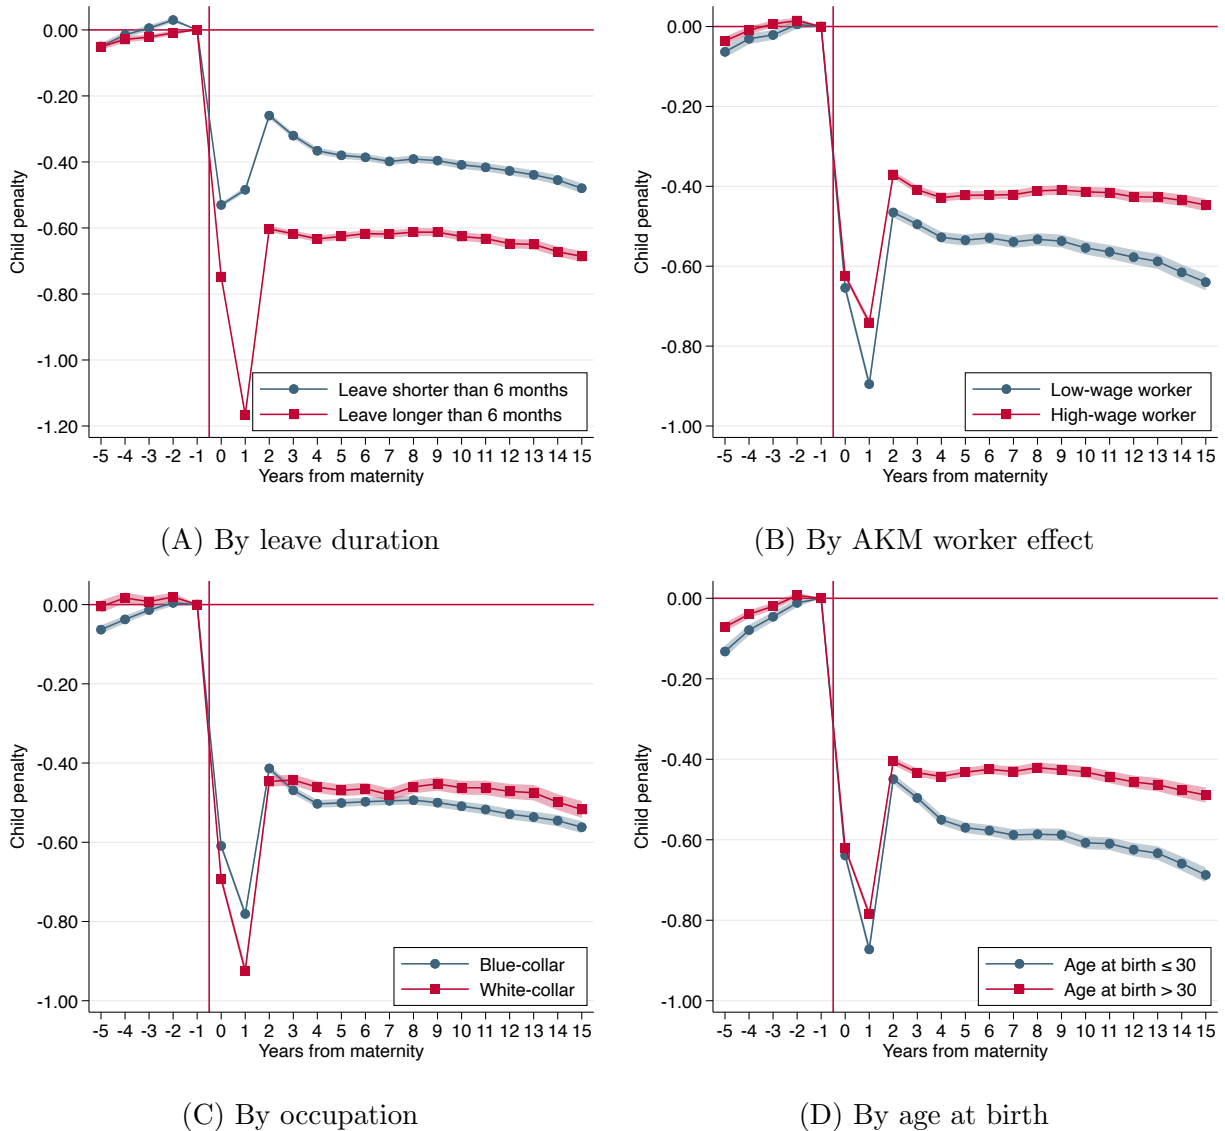 Child penalty
0.00
-0.20
-0.40
-0.60
-0.80
-1.00
-1.20
Leave shorter than 6 months
Leave longer than 6 months
-5 -4 -3 -2 -1 0 1 2 3 4 5 6 7 8 9 10 11 12 13 14 15
Years from maternity
(A) By leave duration
Child penalty
0.00
-0.20
-0.40
-0.60
-0.80
-1.00
Low-wage worker
High-wage worker
-5 -4 -3 -2 -1 0 1 2 3 4 5 6 7 8 9 10 11 12 13 14 15
Years from maternity
(B) By AKM worker effect
Child penalty
0.00
-0.20
-0.40
-0.60
-0.80
-1.00
Blue-collar
White-collar
-5 -4 -3 -2 -1 0 1 2 3 4 5 6 7 8 9 10 11 12 13 14 15
Years from maternity
(C) By occupation
Child penalty
0.00
-0.20
-0.40
-0.60
-0.80
-1.00
Age at birth ≤ 30
Age at birth > 30
-5 -4 -3 -2 -1 0 1 2 3 4 5 6 7 8 9 10 11 12 13 14 15
Years from maternity
(D) By age at birth